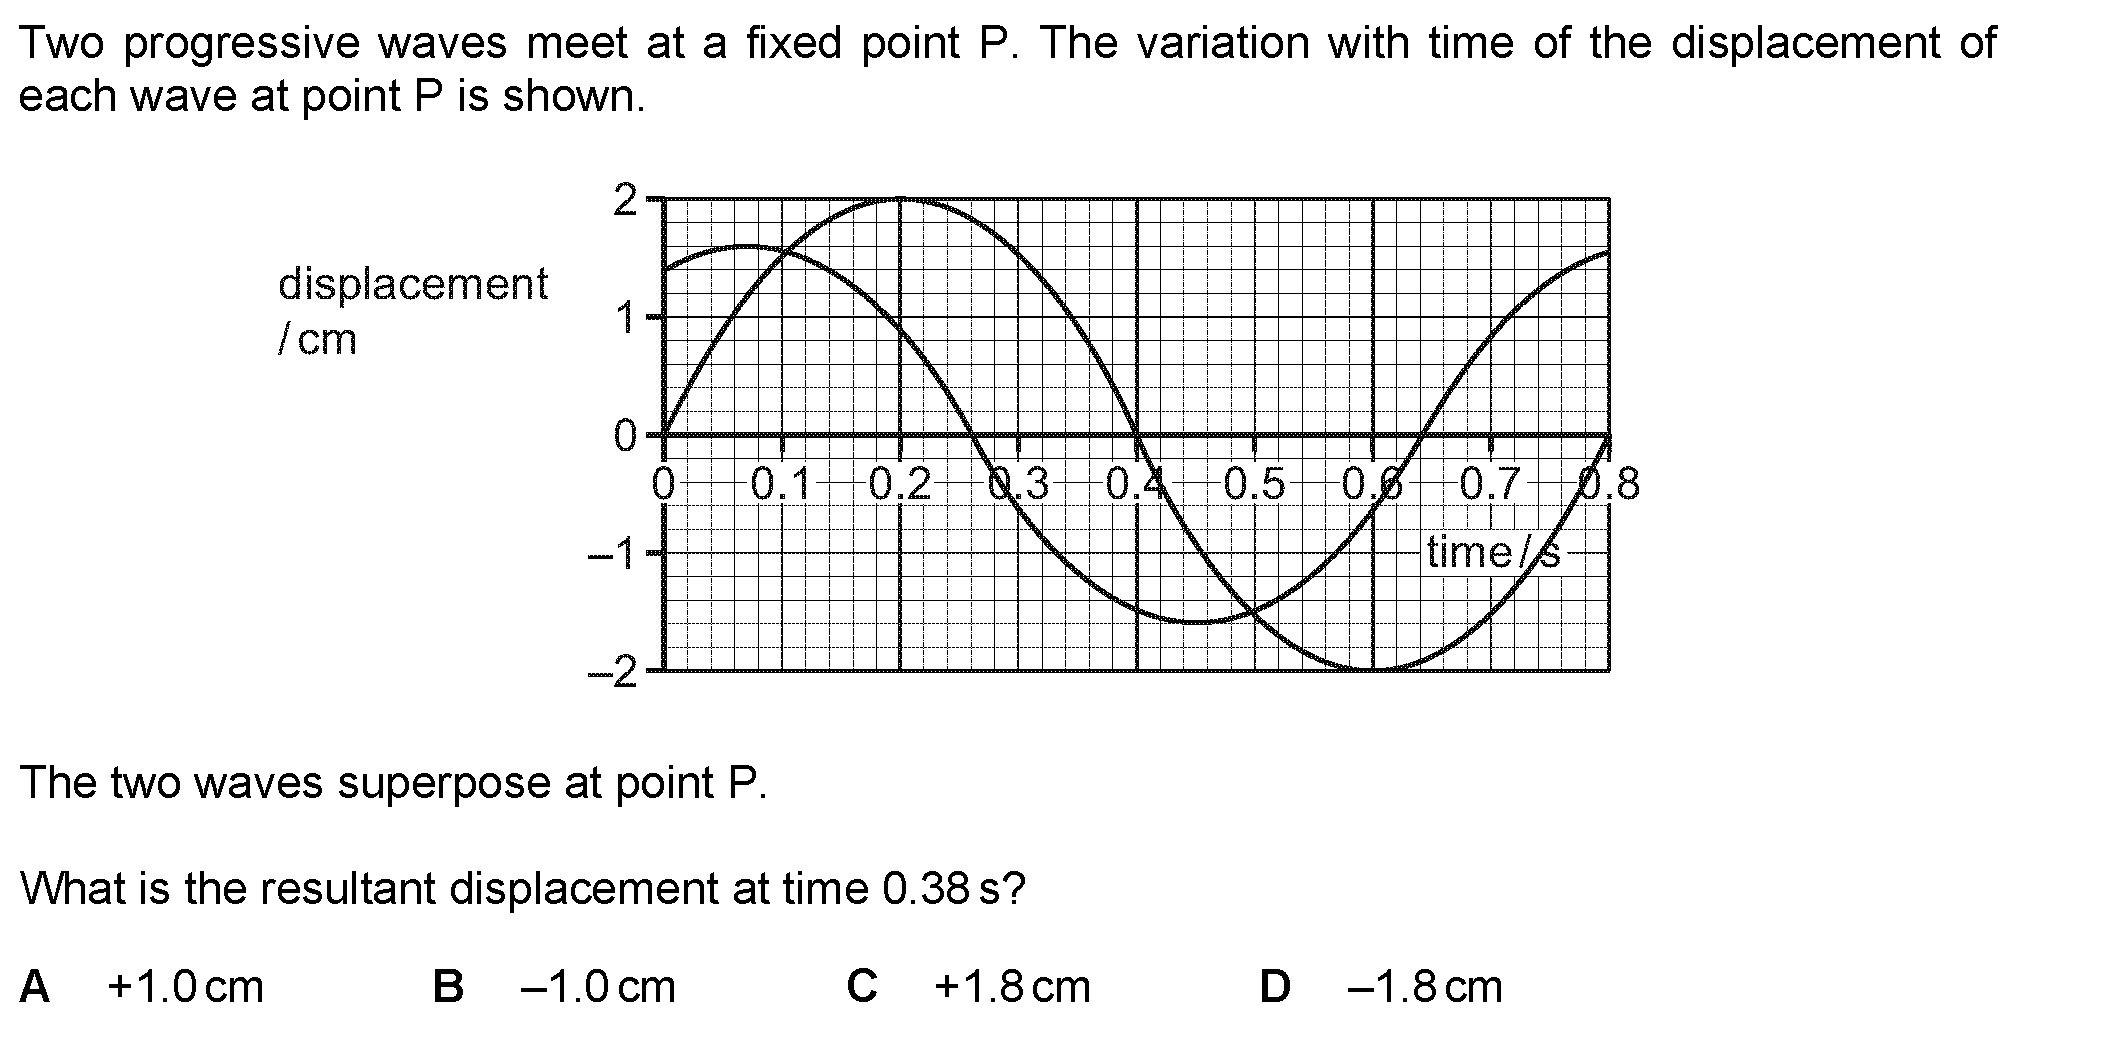 Two progressive waves meet at a fixed point P. The variation with time of the displacement of
each wave at point P is shown.
2
displacement
/ cm
1
0
0 0.1 0.2 0.3 0.4 0.5 0.6 0.7 0.8
–1
time / s
–2
The two waves superpose at point P.
What is the resultant displacement at time 0.38 s?
A +1.0 cm B –1.0 cm C +1.8 cm D –1.8 cm